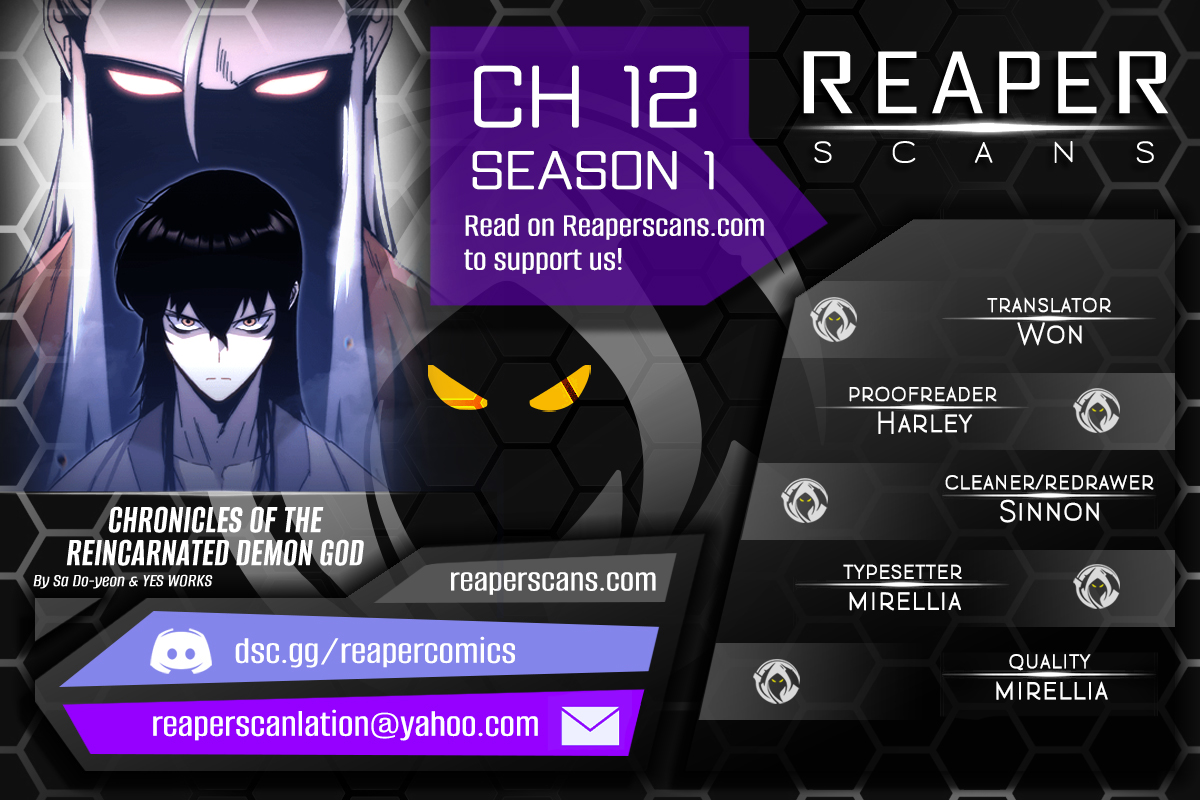 CH 12
SEASON 1
Read on Reaperscans.com
to support us!
REAPER
SCANS
TRANSLATOR
WON
PROOFREADER
HARLEY
CLEANER/REDRAWER
SINNON
TYPESETTER
MIRELLIA
QUALITY
MIRELLIA
CHRONICLES OF THE
REINCARNATED DEMON GOD
By Sa Do-yeon & YES WORKS
reaperscans.com
dsc.gg/reapercomics
reaperscanlation@yahoo.com